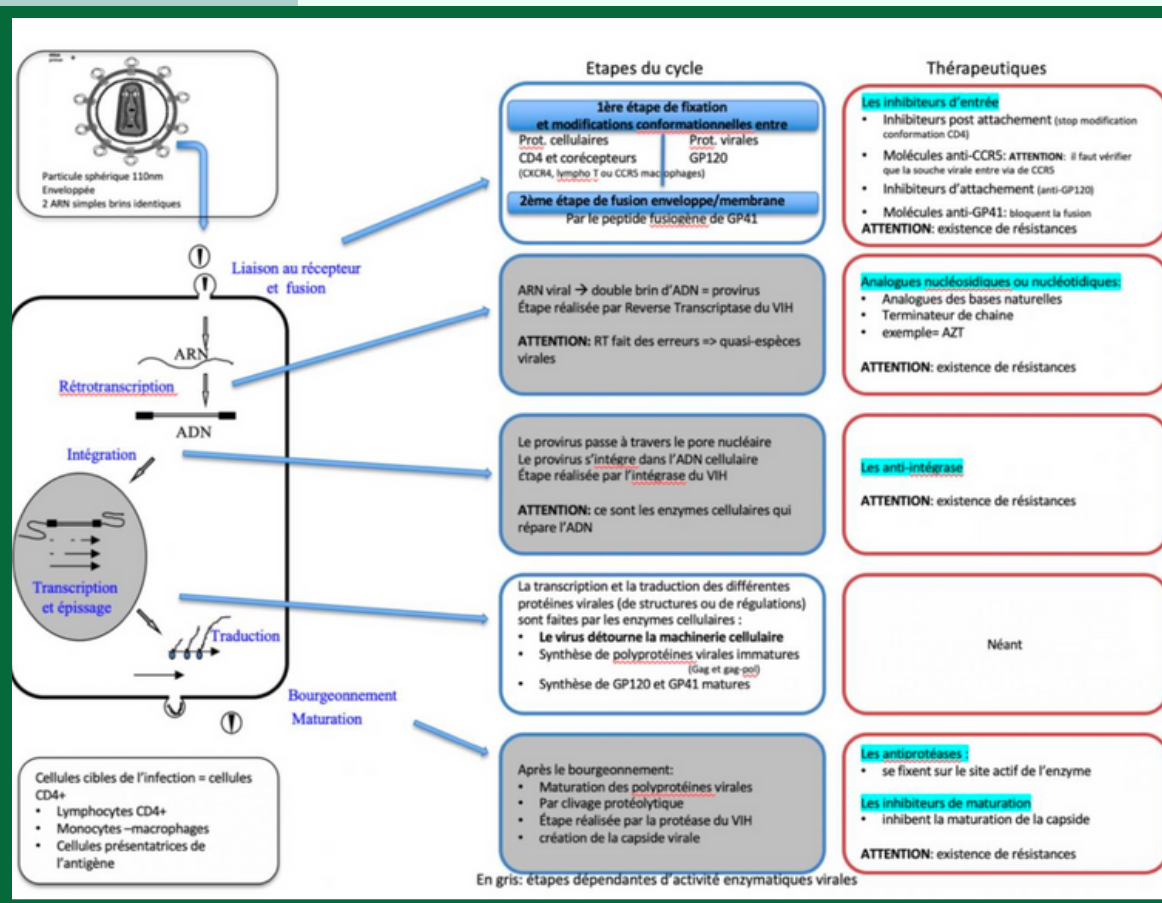 Particule sphérique 110nm
Enveloppée
2 ARN simples brins identiques
Liaison au récepteur
et fusion
ARN
Rétrotranscription
ADN
Intégration
Transcription
et épissage
Traduction
Bourgeonnement
Maturation
Cellules cibles de l'infection = cellules
CD4+
• Lymphocytes CD4+
• Monocytes –macrophages
• Cellules présentatrices de
l'antigène
Etapes du cycle
1ère étape de fixation
et modifications conformationnelles entre
Prot. cellulaires
CD4 et corécepteurs
(CXCR4, lympho T ou CCR5 macrophages)
Prot. virales
GP120
2ème étape de fusion enveloppe/membrane
Par le peptide fusiogène de GP41
ARN viral → double brin d'ADN = provirus
Étape réalisée par Reverse Transcriptase du VIH
ATTENTION: RT fait des erreurs => quasi-espèces
virales
Le provirus passe à travers le pore nucléaire
Le provirus s'intégre dans l'ADN cellulaire
Étape réalisée par l'intégrase du VIH
ATTENTION: ce sont les enzymes cellulaires qui
répare l'ADN
La transcription et la traduction des différentes
protéines virales (de structures ou de régulations)
sont faites par les enzymes cellulaires :
• Le virus détourne la machinerie cellulaire
• Synthèse de polyprotéines virales immatures
(Gag et gag-pol)
• Synthèse de GP120 et GP41 matures
Après le bourgeonnement:
• Maturation des polyprotéines virales
• Par clivage protéolytique
• Étape réalisée par la protéase du VIH
• création de la capside virale
En gris: étapes dépendantes d'activité enzymatiques virales
Thérapeutiques
Les inhibiteurs d'entrée
• Inhibiteurs post attachement (stop modification
conformation CD4)
• Molécules anti-CCR5: ATTENTION: il faut vérifier
que la souche virale entre via de CCR5
• Inhibiteurs d'attachement (anti-GP120)
• Molécules anti-GP41: bloquent la fusion
ATTENTION: existence de résistances
Analogues nucléosidiques ou nucléotidiques:
• Analogues des bases naturelles
• Terminateur de chaine
• exemple= AZT
ATTENTION: existence de résistances
Les anti-intégrase
ATTENTION: existence de résistances
Néant
Les antiprotéases :
• se fixent sur le site actif de l'enzyme
Les inhibiteurs de maturation
• inhibent la maturation de la capside
ATTENTION: existence de résistances